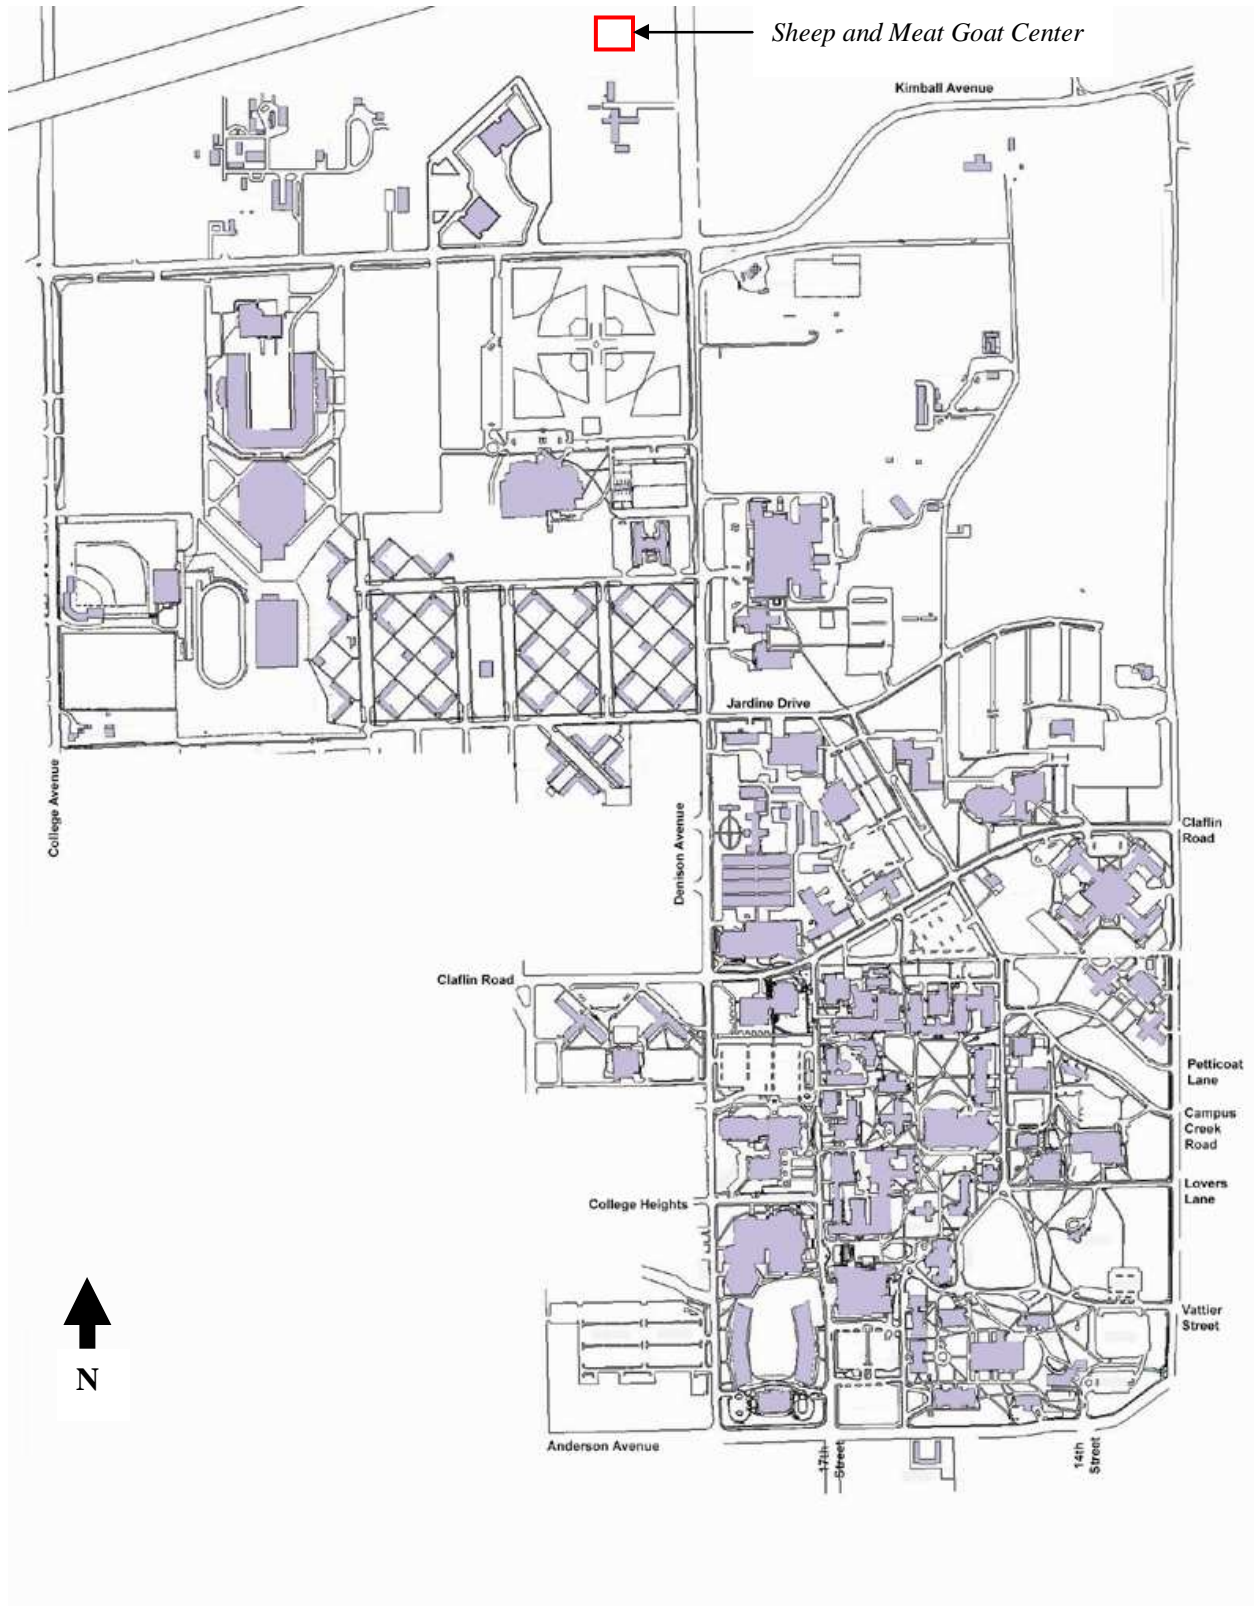 Sheep and Meat Goat Center
Kimball Avenue
Jardine Drive
College Avenue
Denison Avenue
Claflin
Road
Claflin Road
Petticoat
Lane
Campus
Creek
Road
Lovers
Lane
College Heights
Vattier
Street
N
Anderson Avenue
17th
Street
14th
Street